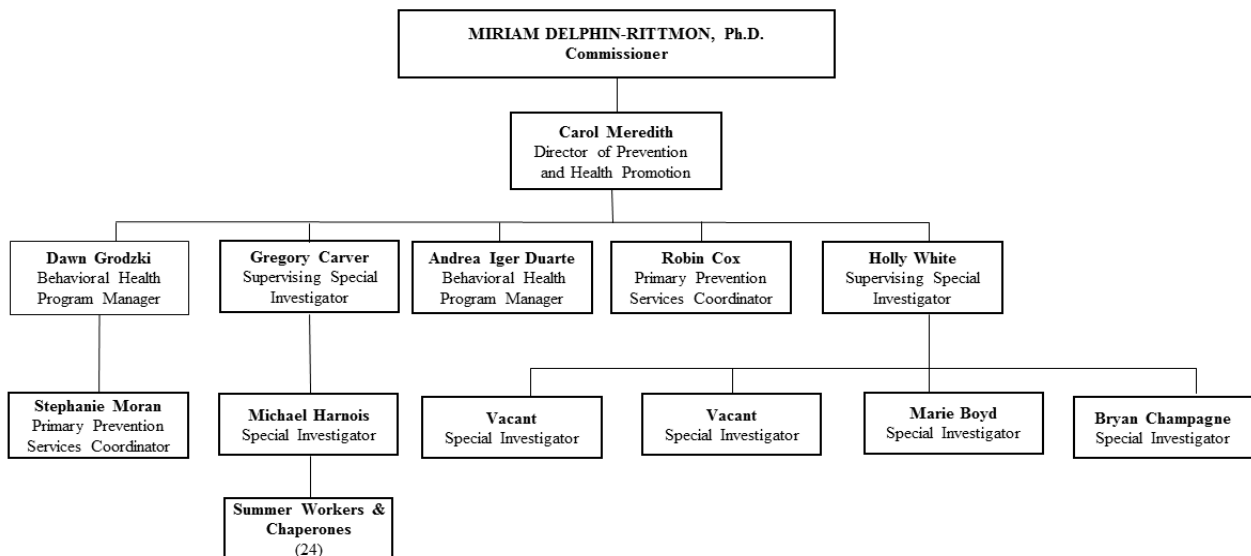 MIRIAM DELPHIN-RITTMON, Ph.D.
Commissioner
Carol Meredith
Director of Prevention
and Health Promotion
Dawn Grodzki
Behavioral Health
Program Manager
Gregory Carver
Supervising Special
Investigator
Andrea Iger Duarte
Behavioral Health
Program Manager
Robin Cox
Primary Prevention
Services Coordinator
Holly White
Supervising Special
Investigator
Stephanie Moran
Primary Prevention
Services Coordinator
Michael Harnois
Special Investigator
Vacant
Special Investigator
Vacant
Special Investigator
Marie Boyd
Special Investigator
Bryan Champagne
Special Investigator
Summer Workers &
Chaperones
(24)